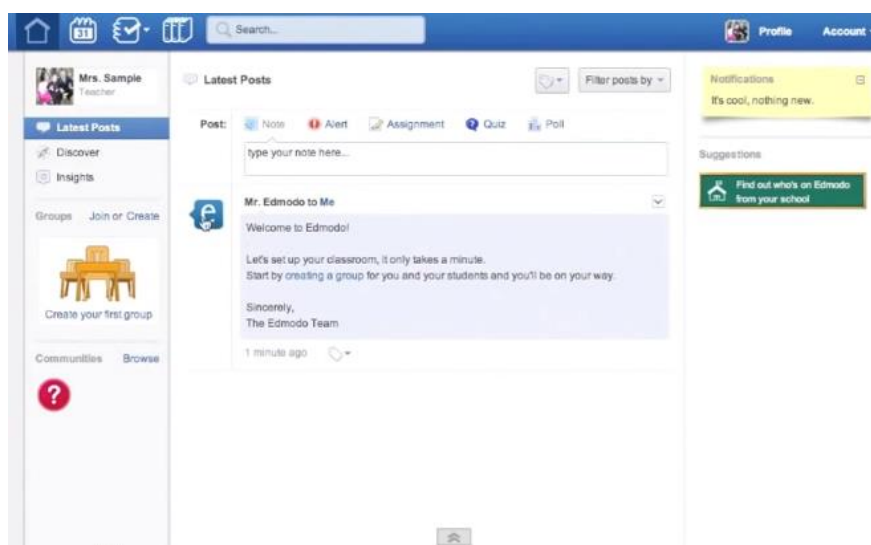 31
Search...
Profile
Account
Mrs. Sample
Teacher
Latest Posts
Discover
Insights
Groups Join or Create
Create your first group
Communities Browse
?
Latest Posts
Filter posts by
Post: Note Alert Assignment Quiz Poll
type your note here...
Mr. Edmodo to Me
Welcome to Edmodo!
Let's set up your classroom, it only takes a minute.
Start by creating a group for you and your students and you'll be on your way.
Sincerely,
The Edmodo Team
1 minute ago
Notifications
It's cool, nothing new.
Suggestions
Find out who's on Edmodo
from your school